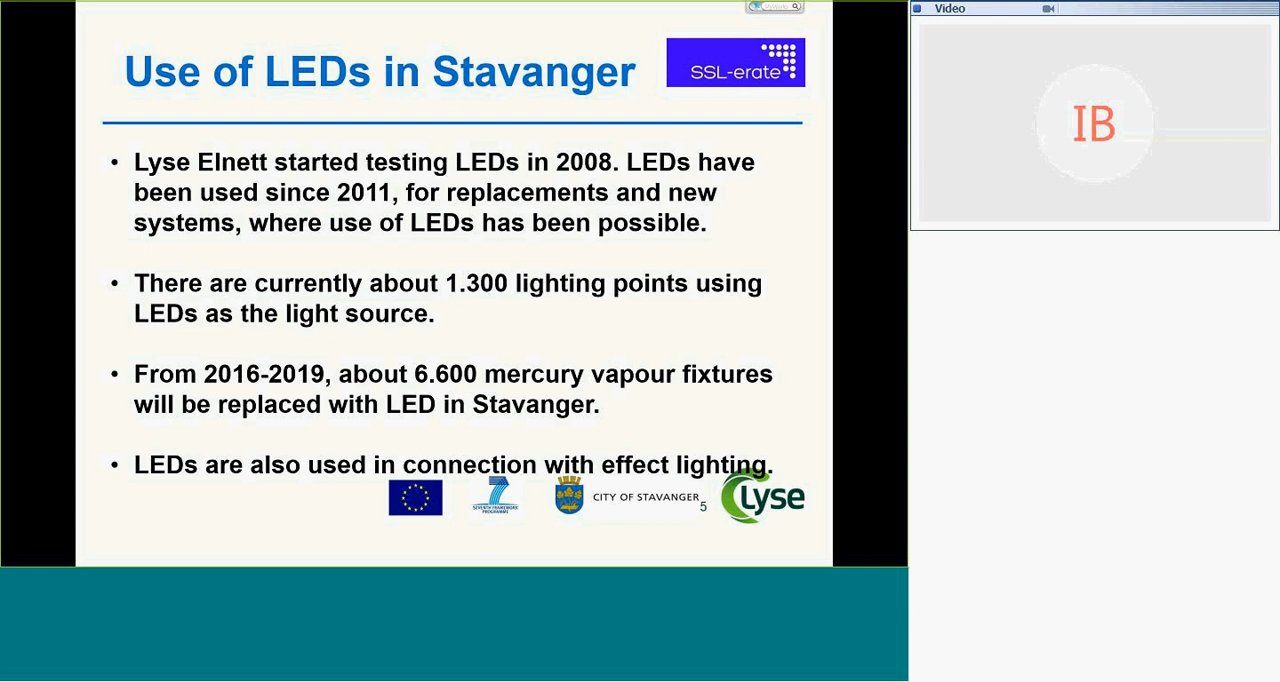 Video
Use of LEDs in Stavanger
SSL-erate
IB
• Lyse Elnett started testing LEDs in 2008. LEDs have
been used since 2011, for replacements and new
systems, where use of LEDs has been possible.
• There are currently about 1.300 lighting points using
LEDs as the light source.
• From 2016-2019, about 6.600 mercury vapour fixtures
will be replaced with LED in Stavanger.
• LEDs are also used in connection with effect lighting.
SEVENTH FRAMEWORK
PROGRAMME
CITY OF STAVANGER
5
Lyse